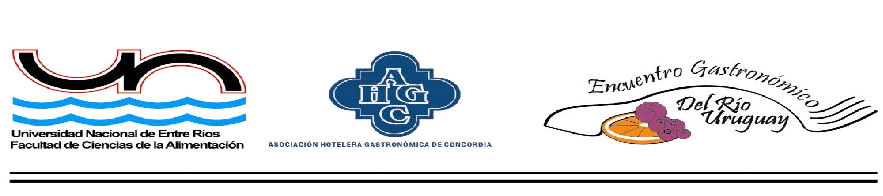 Universidad Nacional de Entre Ríos
Facultad de Ciencias de la Alimentación
AHGC
ASOCIACIÓN HOTELERA GASTRONÓMICA DE CONCORDIA
Encuentro Gastronómico
Del Río
Uruguay